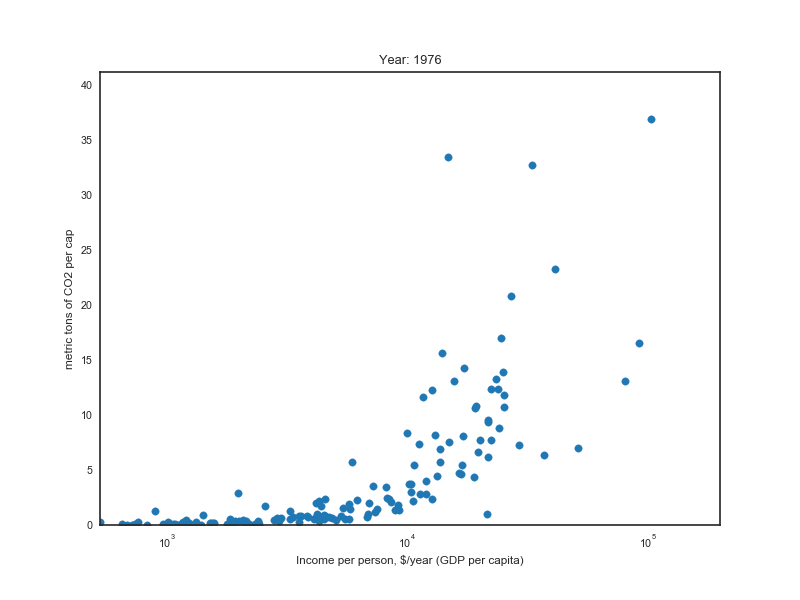 Year: 1976
metric tons of CO2 per cap
40
35
30
25
20
15
10
5
0
10³ 10⁴ 10⁵
Income per person, $/year (GDP per capita)